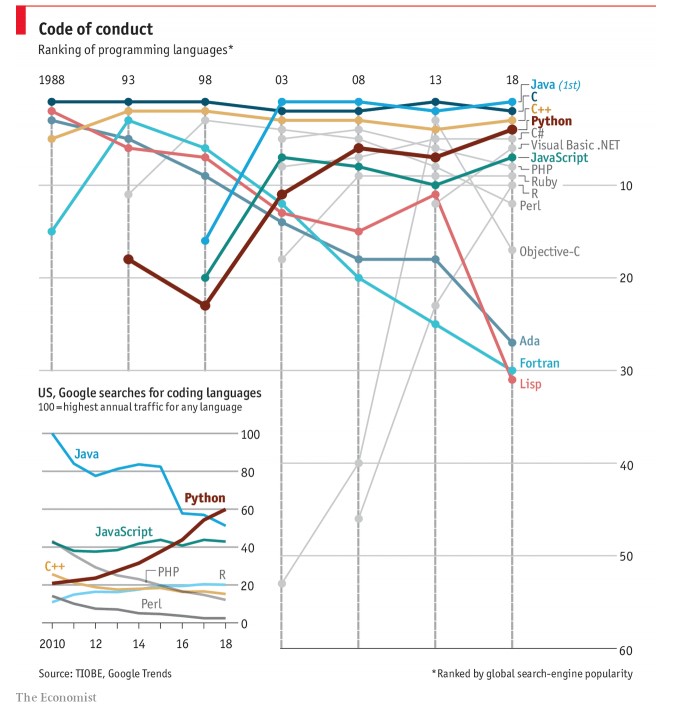 Code of conduct
Ranking of programming languages*
1988 93 98 03 08 13 18
Java (1st)
C
C++
Python
C#
Visual Basic .NET
JavaScript
PHP
Ruby
R
Perl
Objective-C
Ada
Fortran
Lisp
10
20
30
40
50
60
US, Google searches for coding languages
100=highest annual traffic for any language
100
80
60
40
20
0
Java
Python
JavaScript
C++
PHP
R
Perl
2010 12 14 16 18
Source: TIOBE, Google Trends
*Ranked by global search-engine popularity
The Economist